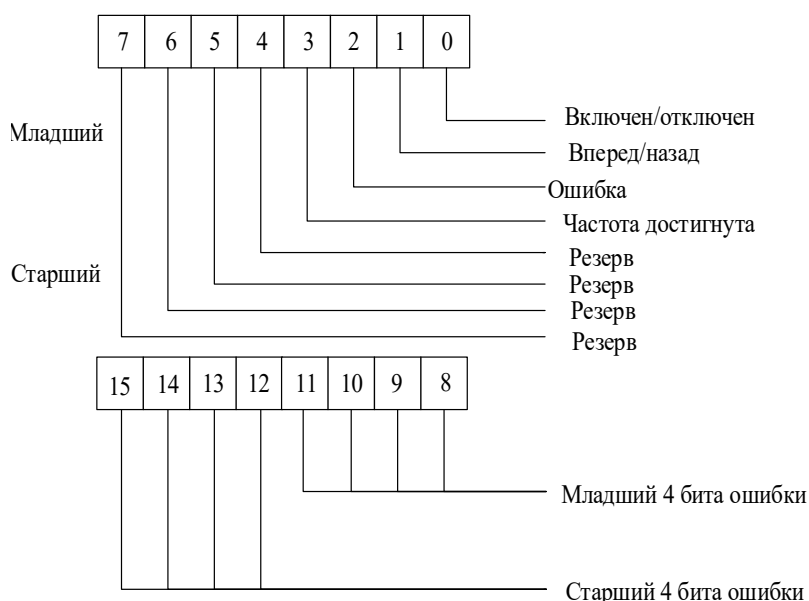 7 6 5 4 3 2 1 0
Младший
Включен/отключен
Вперед/назад
Ошибка
Частота достигнута
Старший
Резерв
Резерв
Резерв
Резерв
15 14 13 12 11 10 9 8
Младший 4 бита ошибки
Старший 4 бита ошибки